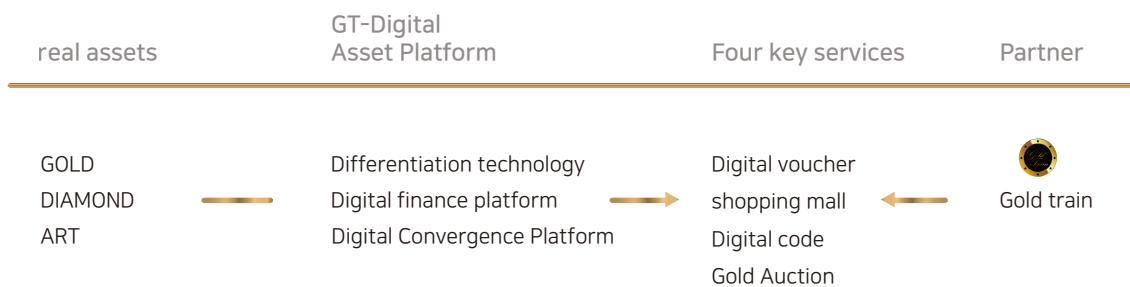 real assets
GT-Digital
Asset Platform
Four key services
Partner
GOLD
DIAMOND
ART
Differentiation technology
Digital finance platform
Digital Convergence Platform
Digital voucher
shopping mall
Digital code
Gold Auction
Gold train